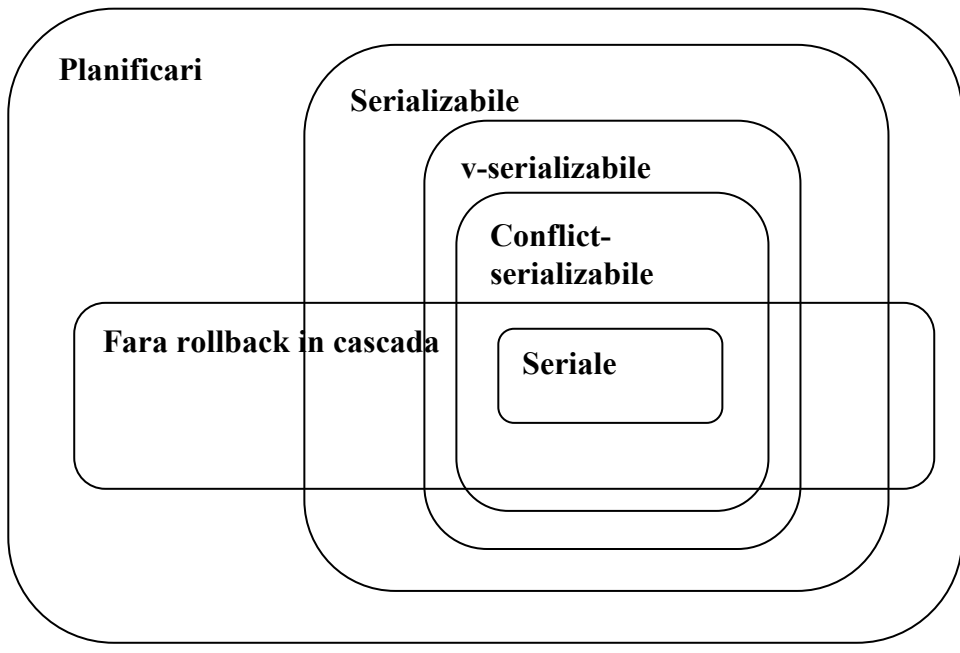 Planificari
Serializabile
v-serializabile
Conflict-
serializabile
Fara rollback in cascada
Seriale